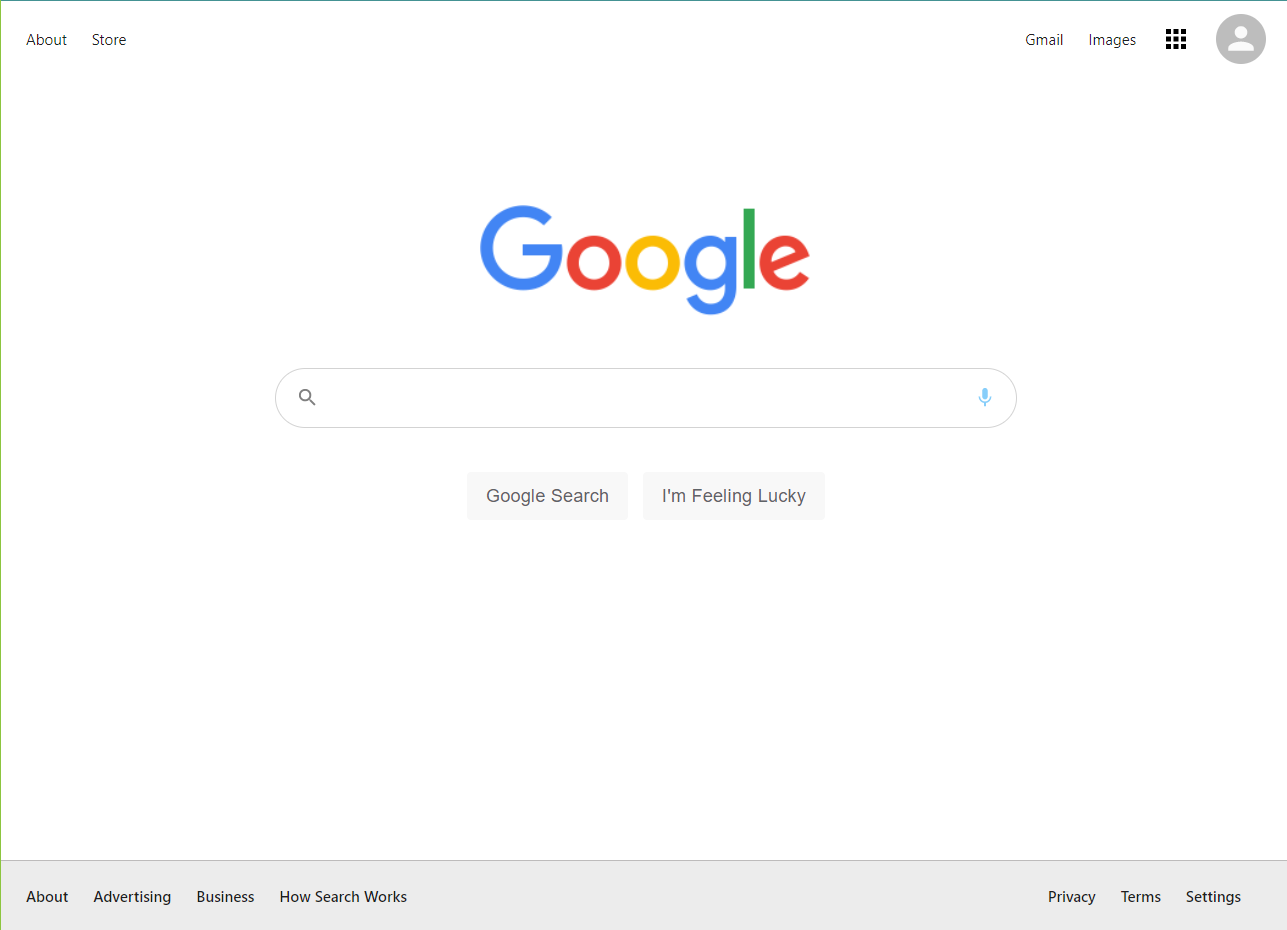 About Store Gmail Images
Google
Google Search I'm Feeling Lucky
About Advertising Business How Search Works Privacy Terms Settings